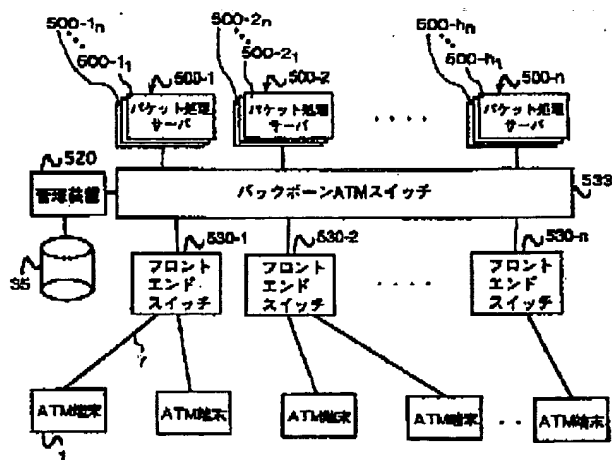 500-1n 500-2n 500-hn
500-11 500-21 500-h1
500-1 500-2 500-n
パケット処理サーバ パケット処理サーバ パケット処理サーバ
520
管理装置
バックボーンATMスイッチ
533
35
530-1 530-2 530-n
フロントエンドスイッチ フロントエンドスイッチ フロントエンドスイッチ
ATM端末 ATM端末 ATM端末 ATM端末 ATM端末
1